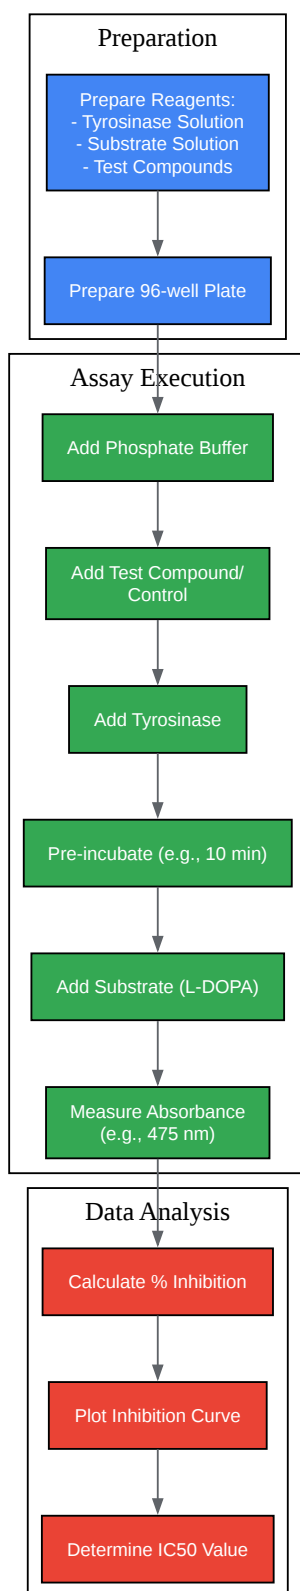 Preparation
Prepare Reagents:
- Tyrosinase Solution
- Substrate Solution
- Test Compounds
Prepare 96-well Plate
Assay Execution
Add Phosphate Buffer
Add Test Compound/
Control
Add Tyrosinase
Pre-incubate (e.g., 10 min)
Add Substrate (L-DOPA)
Measure Absorbance
(e.g., 475 nm)
Data Analysis
Calculate % Inhibition
Plot Inhibition Curve
Determine IC50 Value